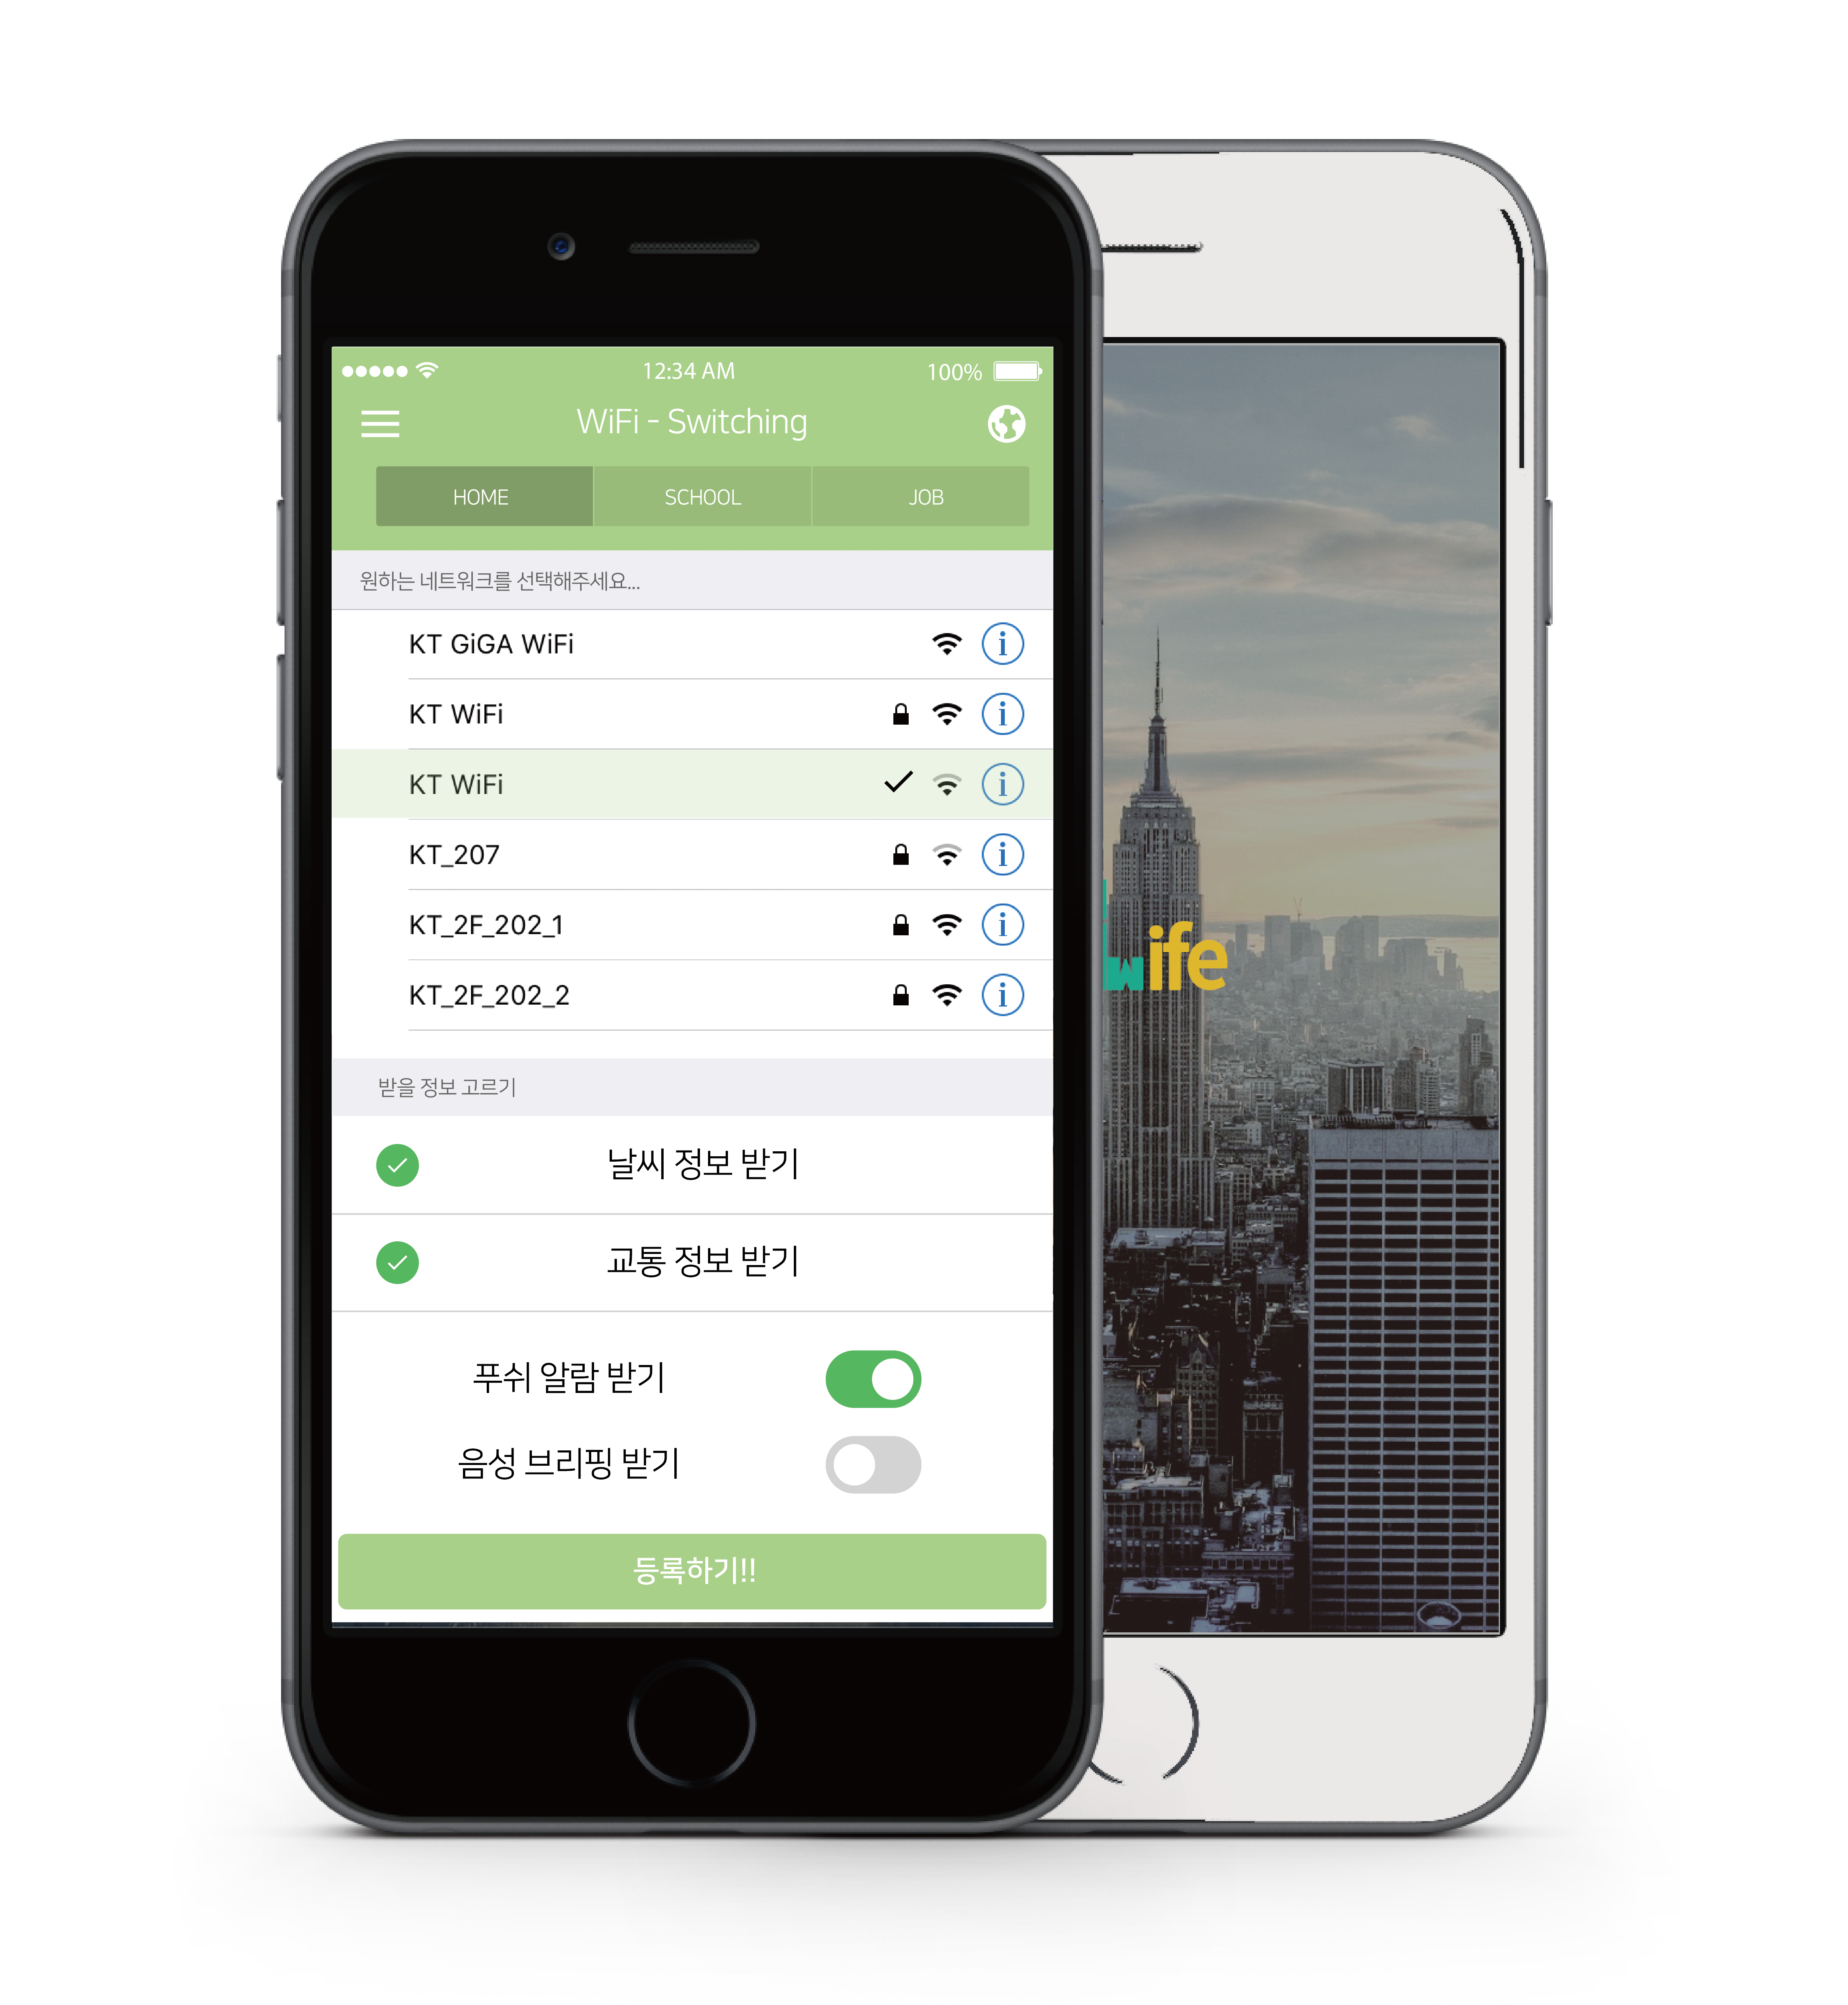 12:34 AM 100%
WiFi - Switching
HOME SCHOOL JOB
원하는 네트워크를 선택해주세요...
KT GiGA WiFi
KT WiFi
KT WiFi
KT_207
KT_2F_202_1
KT_2F_202_2
받을 정보 고르기
날씨 정보 받기
교통 정보 받기
푸쉬 알람 받기
음성 브리핑 받기
등록하기!!
wife